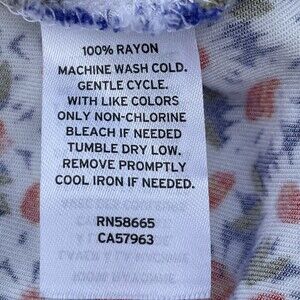 100% RAYON
MACHINE WASH COLD.
GENTLE CYCLE.
WITH LIKE COLORS
ONLY NON-CHLORINE
BLEACH IF NEEDED
TUMBLE DRY LOW.
REMOVE PROMPTLY
COOL IRON IF NEEDED.
RN58665
CA57963